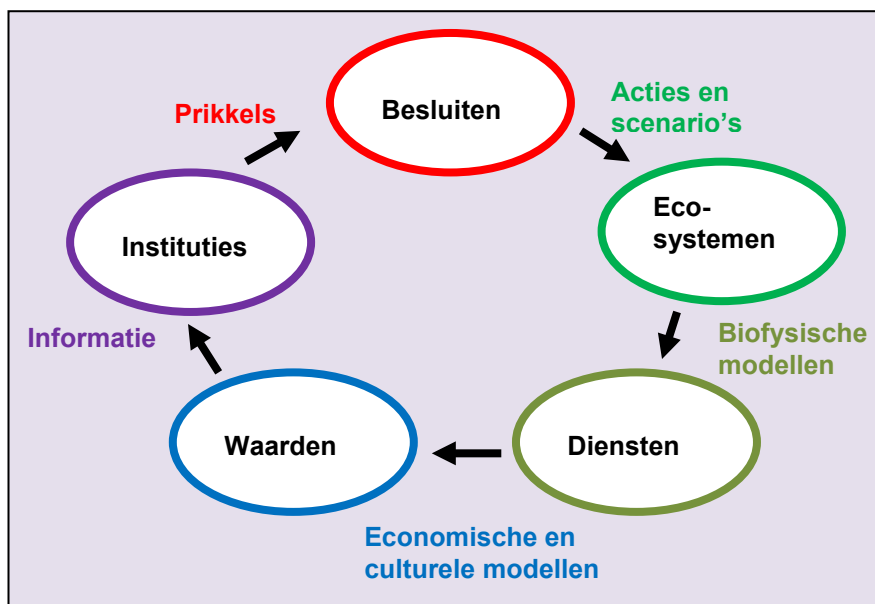 Besluiten
Acties en
scenario's
Eco-
systemen
Biofysische
modellen
Diensten
Economische en
culturele modellen
Waarden
Informatie
Instituties
Prikkels